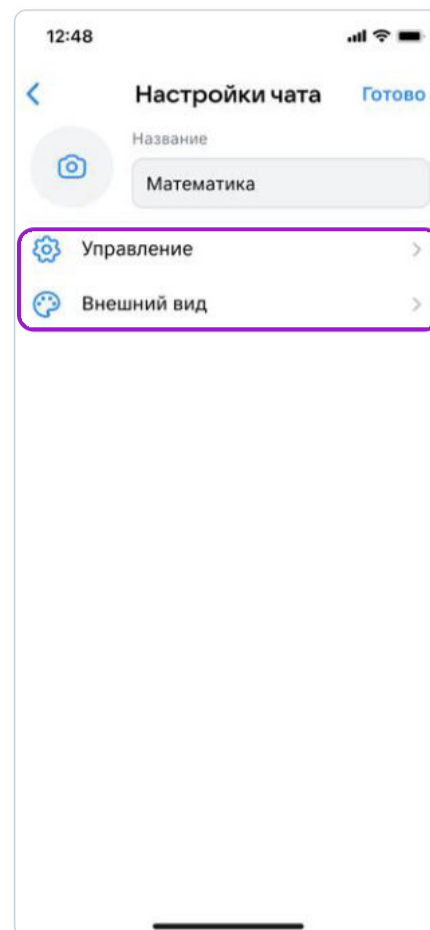 12:48
Настройки чата Готово
Название
Математика
Управление
Внешний вид